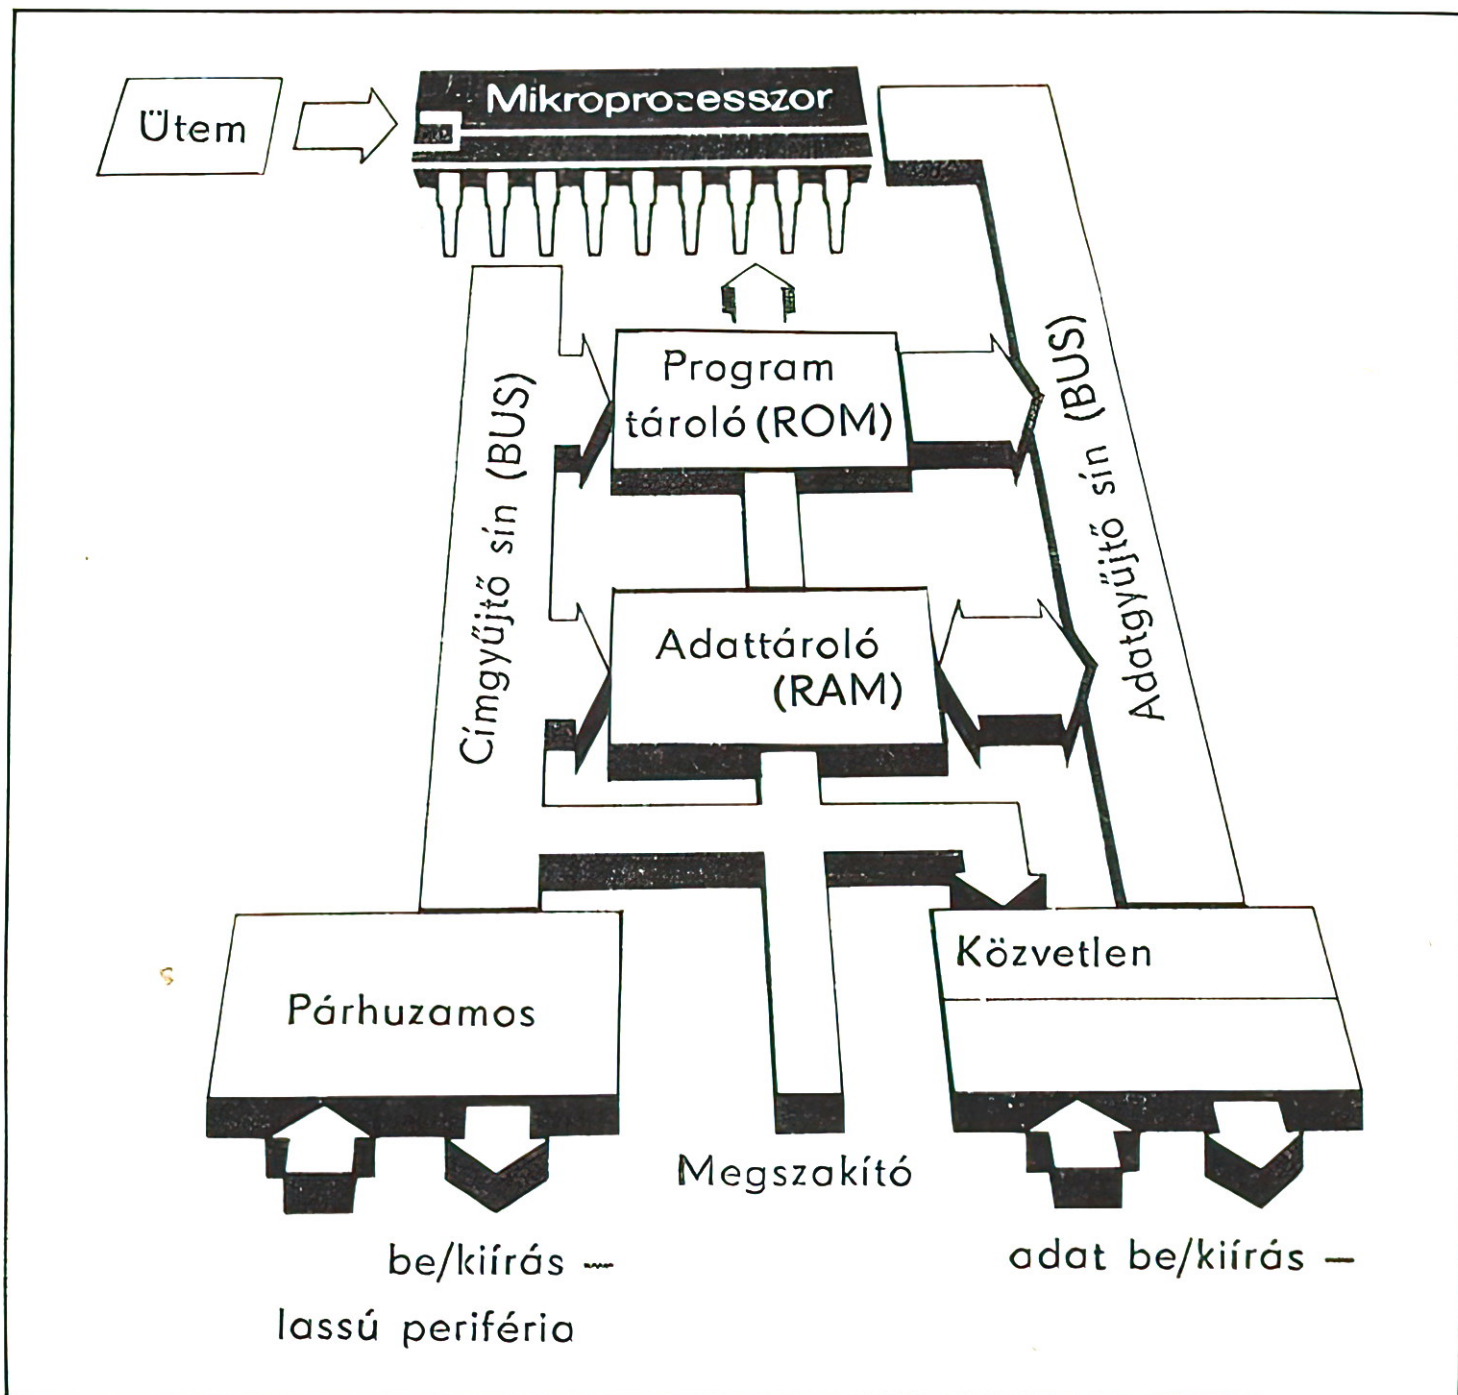 Ütem
Mikroprocesszor
Program
tároló (ROM)
Címgyűjtő sín (BUS)
Adatgyűjtő sín (BUS)
Adattároló
(RAM)
Párhuzamos
Közvetlen
Megszakító
be/kiírás —
lassú periféria
adat be/kiírás —